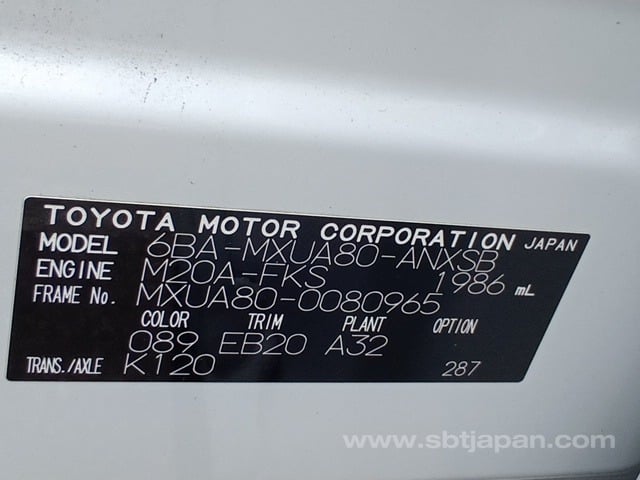 TOYOTA MOTOR CORPORATION JAPAN
MODEL 6BA-MXUA80-ANXSB
ENGINE M20A-FKS 1986 mL
FRAME No. MXUA80-0080965
COLOR TRIM PLANT OPTION
089 EB20 A32
TRANS./AXLE K120 287
www.sbtjapan.com